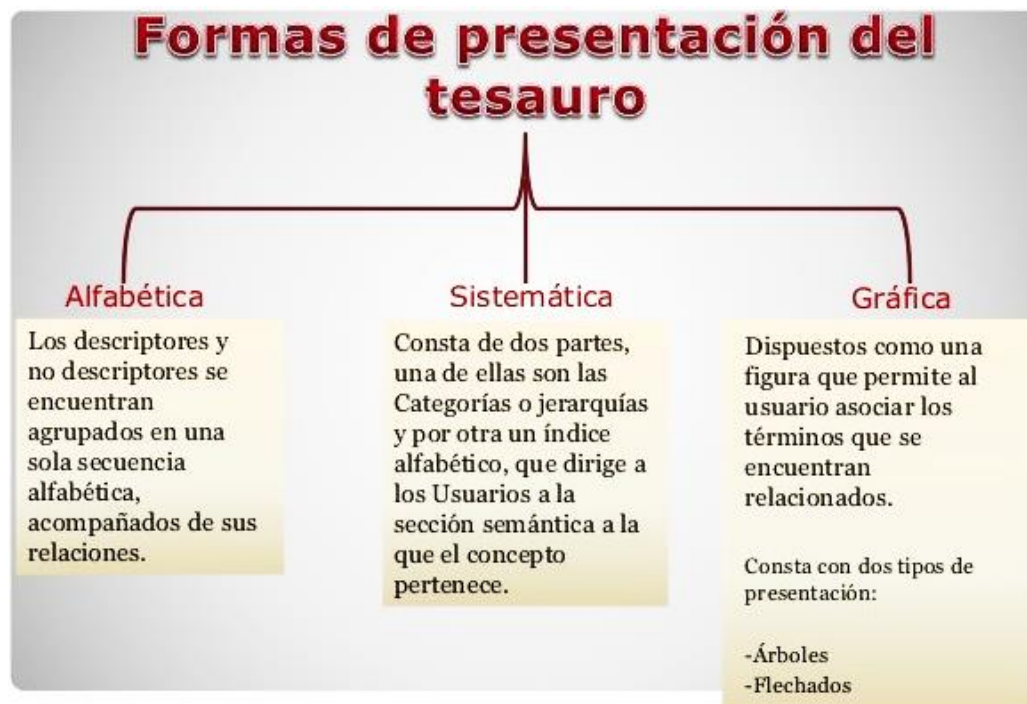 Formas de presentación del
tesauro
Alfabética
Los descriptores y
no descriptores se
encuentran
agrupados en una
sola secuencia
alfabética,
acompañados de sus
relaciones.
Sistemática
Consta de dos partes,
una de ellas son las
Categorías o jerarquías
y por otra un índice
alfabético, que dirige a
los Usuarios a la
sección semántica a la
que el concepto
pertenece.
Gráfica
Dispuestos como una
figura que permite al
usuario asociar los
términos que se
encuentran
relacionados.
Consta con dos tipos de
presentación:
-Árboles
-Flechados